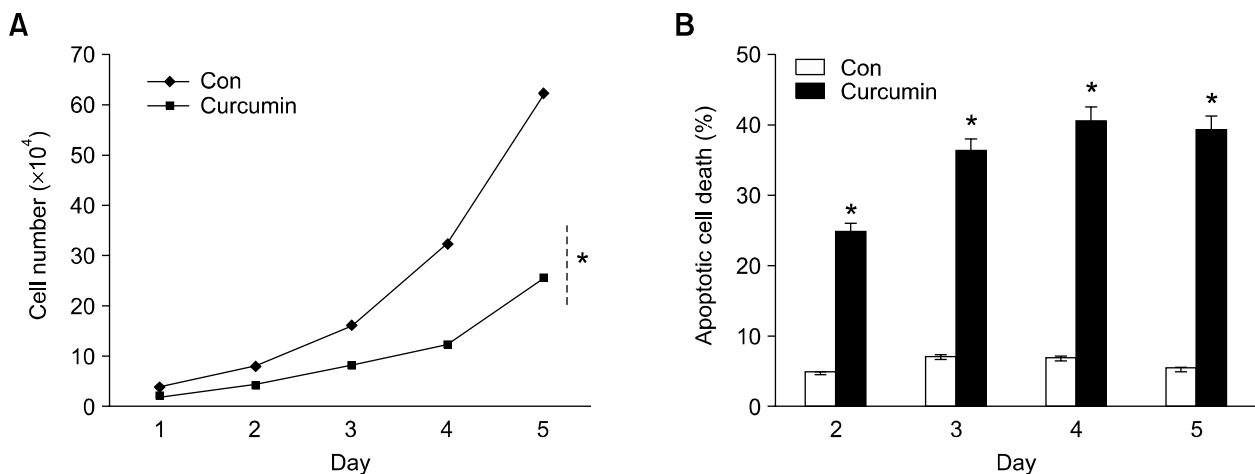 A
Cell number (×10⁴)
70
60
50
40
30
20
10
0
Con
Curcumin
*
1 2 3 4 5
Day
B
Apoptotic cell death (%)
50
40
30
20
10
0
Con
Curcumin
* * * *
2 3 4 5
Day